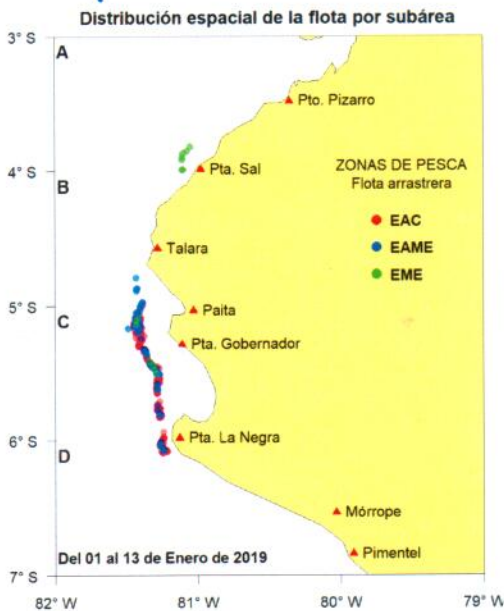 Distribución espacial de la flota por subárea
3° S
A
Pto. Pizarro
ZONAS DE PESCA
Flota arrastrera
4° S
Pta. Sal
B
EAC
Talara
EAME
EME
5° S
Paita
C
Pta. Gobernador
6° S
Pta. La Negra
D
Mórrope
Del 01 al 13 de Enero de 2019
Pimentel
7° S
82° W
81° W
80° W
79° W